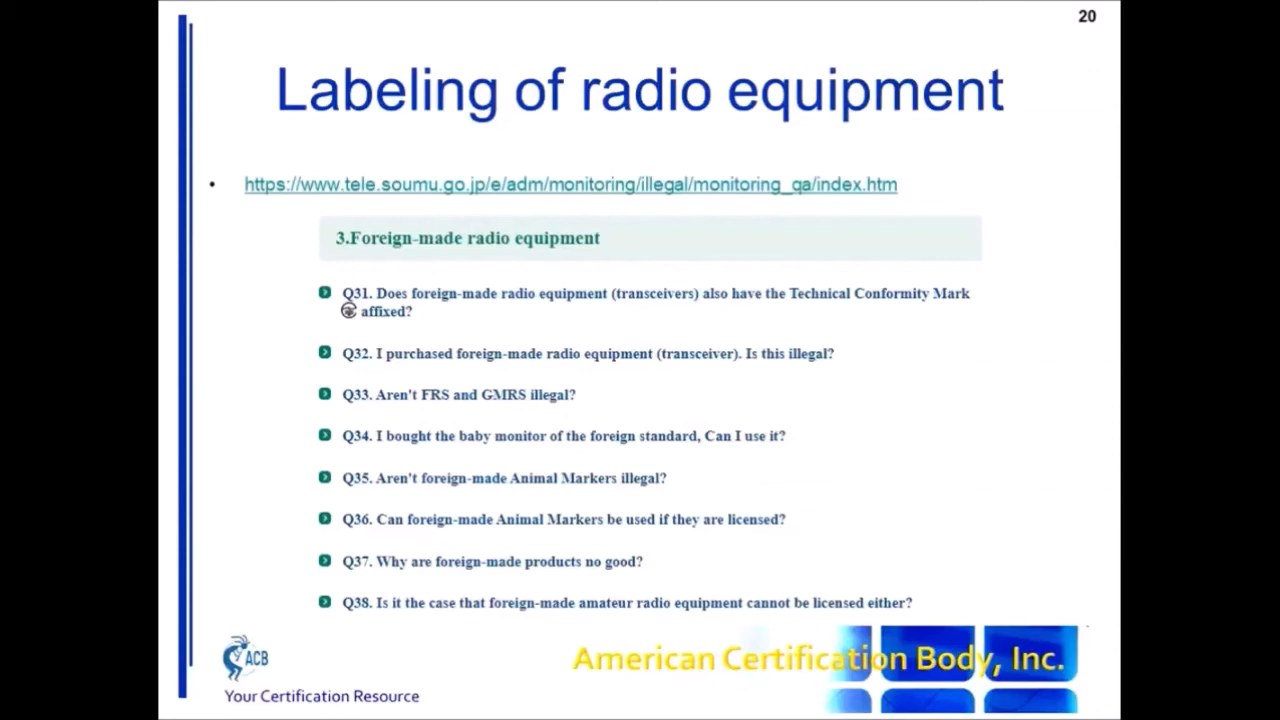 20
Labeling of radio equipment
• https://www.tele.soumu.go.jp/e/adm/monitoring/illegal/monitoring_qa/index.htm
3.Foreign-made radio equipment
Q31. Does foreign-made radio equipment (transceivers) also have the Technical Conformity Mark
affixed?
Q32. I purchased foreign-made radio equipment (transceiver). Is this illegal?
Q33. Aren't FRS and GMRS illegal?
Q34. I bought the baby monitor of the foreign standard, Can I use it?
Q35. Aren't foreign-made Animal Markers illegal?
Q36. Can foreign-made Animal Markers be used if they are licensed?
Q37. Why are foreign-made products no good?
Q38. Is it the case that foreign-made amateur radio equipment cannot be licensed either?
ACB
American Certification Body, Inc.
Your Certification Resource